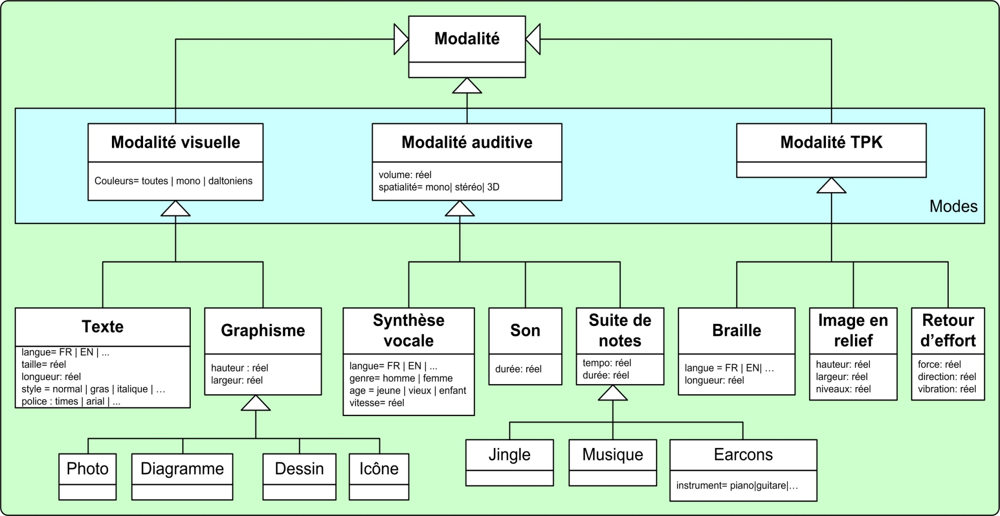 Modalité
Modalité visuelle
Couleurs= toutes | mono | daltoniens
Modalité auditive
volume: réel
spatialité= mono| stéréo| 3D
Modalité TPK
Modes
Texte
langue= FR | EN | ...
taille= réel
longueur: réel
style = normal | gras | italique | …
police : times | arial | ...
Graphisme
hauteur : réel
largeur: réel
Synthèse
vocale
langue= FR | EN | ...
genre= homme | femme
age = jeune | vieux | enfant
vitesse= réel
Son
durée: réel
Suite de
notes
tempo: réel
durée: réel
Braille
langue = FR | EN| …
longueur: réel
Image en
relief
hauteur: réel
largeur: réel
niveaux: réel
Retour
d’effort
force: réel
direction: réel
vibration: réel
Photo
Diagramme
Dessin
Icône
Jingle
Musique
Earcons
instrument= piano|guitare|…